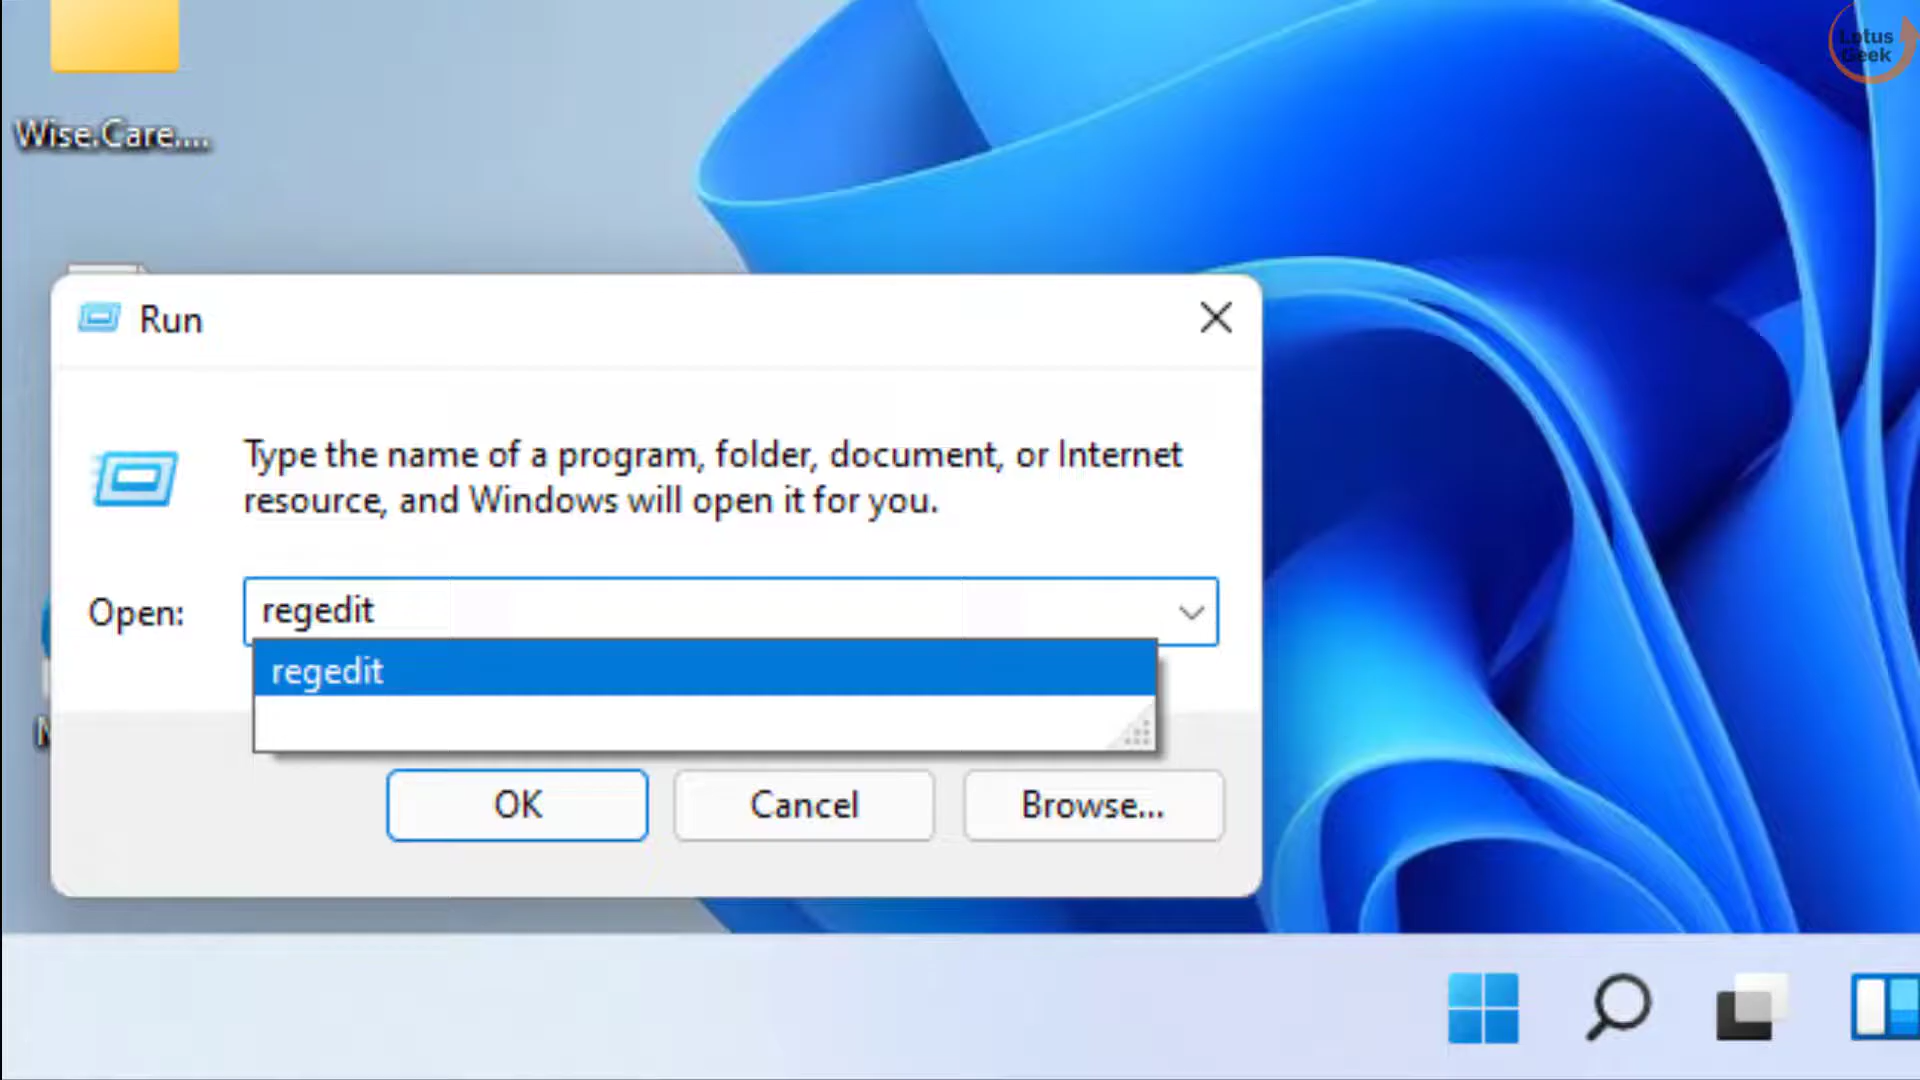 Lotus
Geek
Wise.Care....
Run
Type the name of a program, folder, document, or Internet
resource, and Windows will open it for you.
Open:
regedit
regedit
OK
Cancel
Browse...